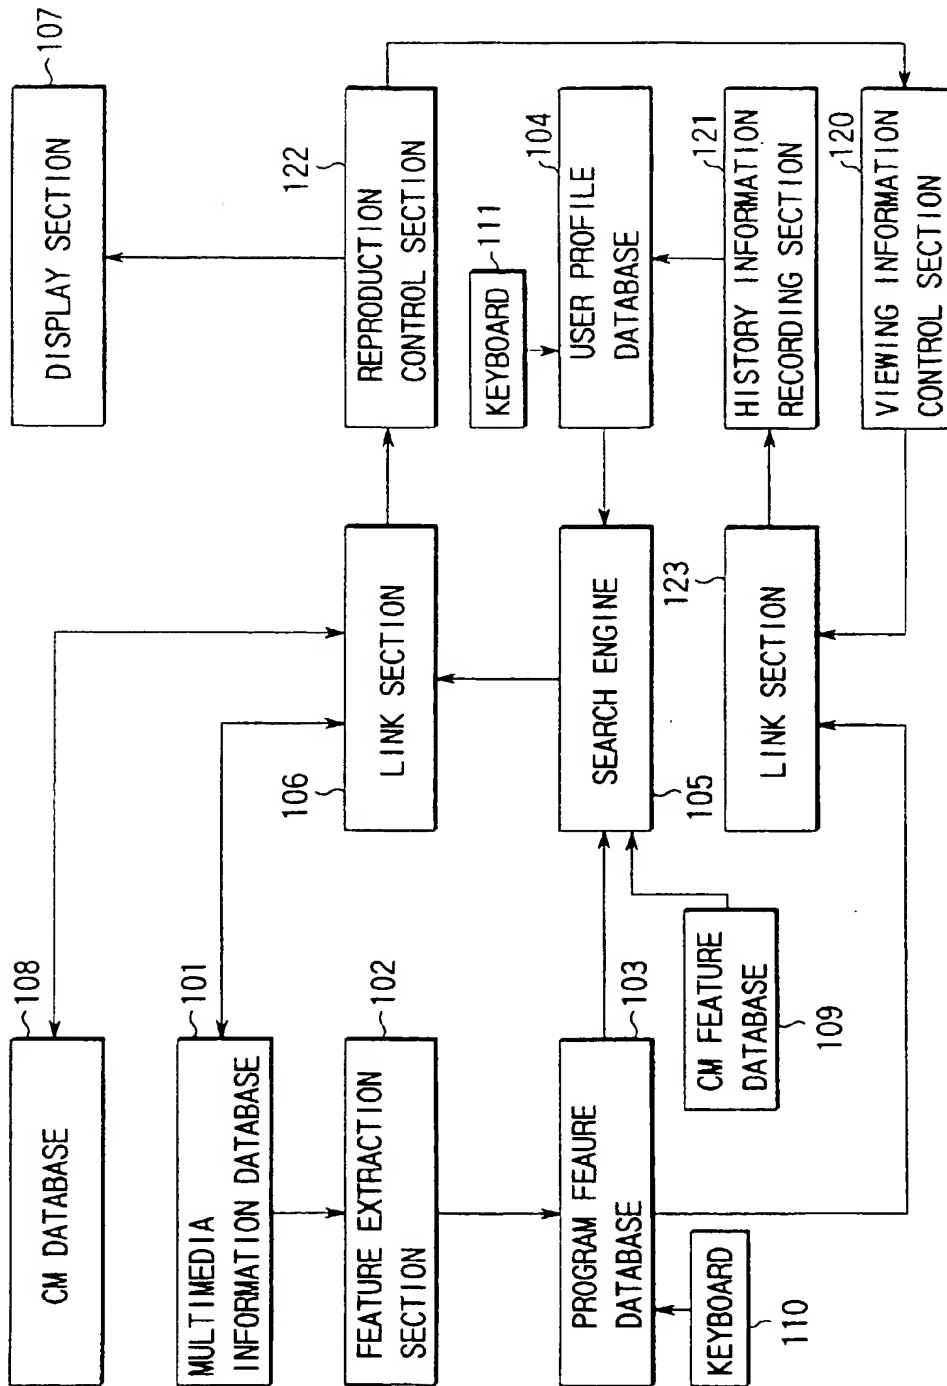 CM DATABASE
108
DISPLAY SECTION
107
MULTIMEDIA
INFORMATION DATABASE
101
FEATURE EXTRACTION
SECTION
102
LINK SECTION
106
REPRODUCTION
CONTROL SECTION
122
KEYBOARD
111
PROGRAM FEAURE
DATABASE
103
SEARCH ENGINE
105
USER PROFILE
DATABASE
104
KEYBOARD
110
CM FEATURE
DATABASE
109
LINK SECTION
123
HISTORY INFORMATION
RECORDING SECTION
121
VIEWING INFORMATION
CONTROL SECTION
120